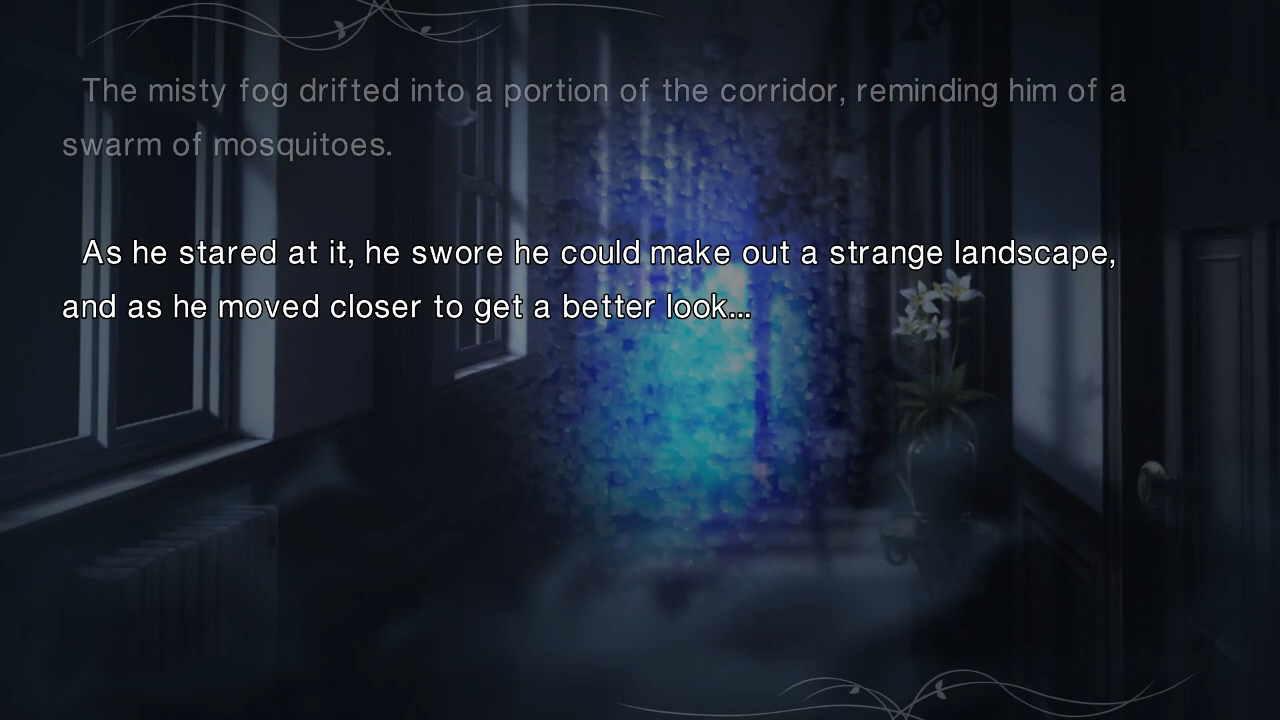 The misty fog drifted into a portion of the corridor, reminding him of a
swarm of mosquitoes.
As he stared at it, he swore he could make out a strange landscape,
and as he moved closer to get a better look...